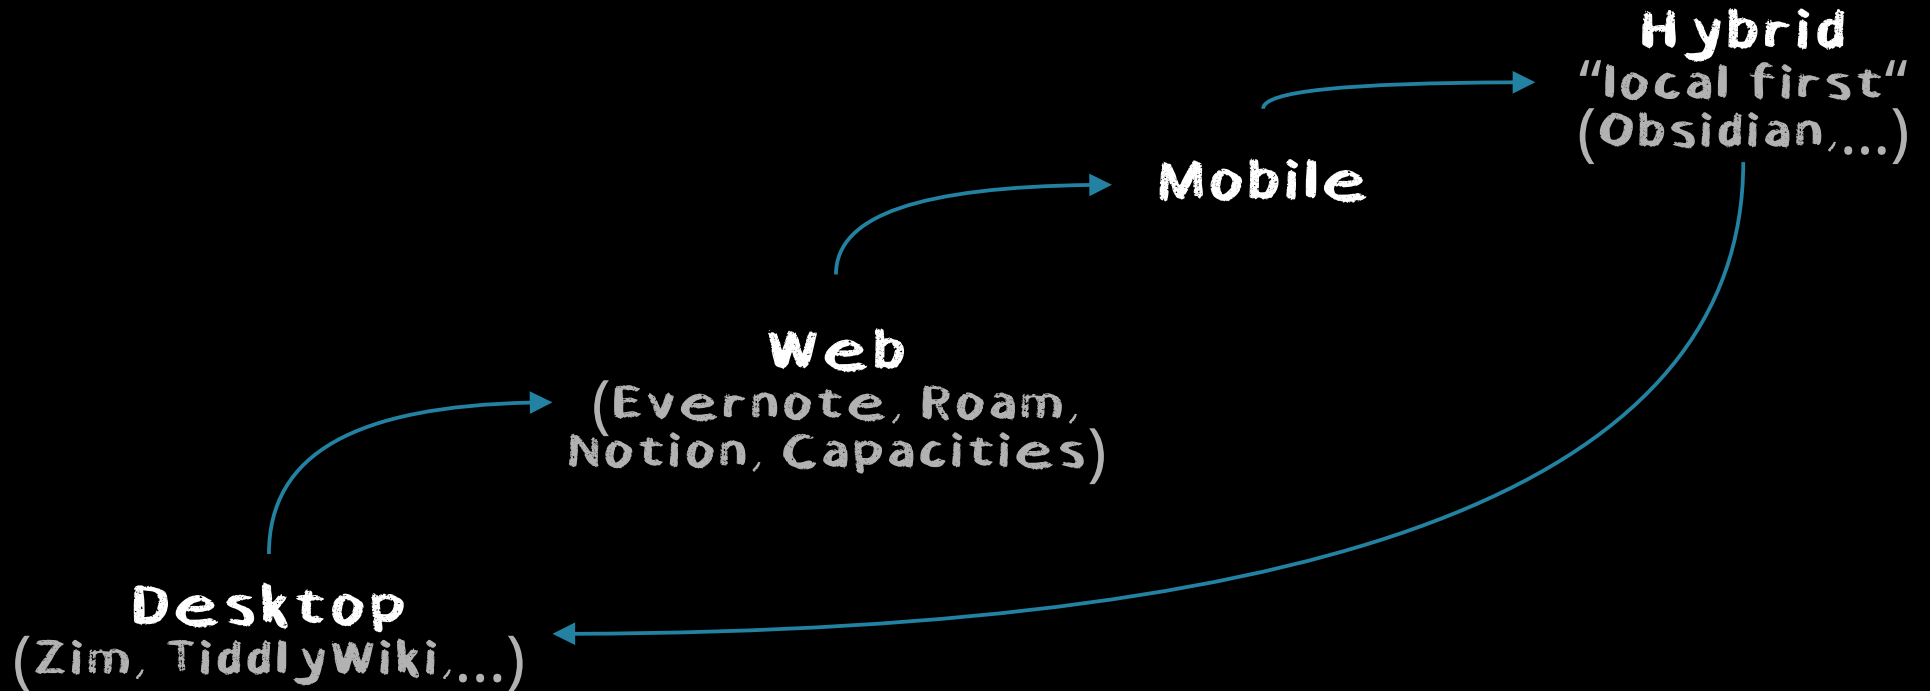 Hybrid
“local first“
(Obsidian,...)
Mobile
Web
(Evernote, Roam,
Notion, Capacities)
Desktop
(Zim, TiddlyWiki,...)